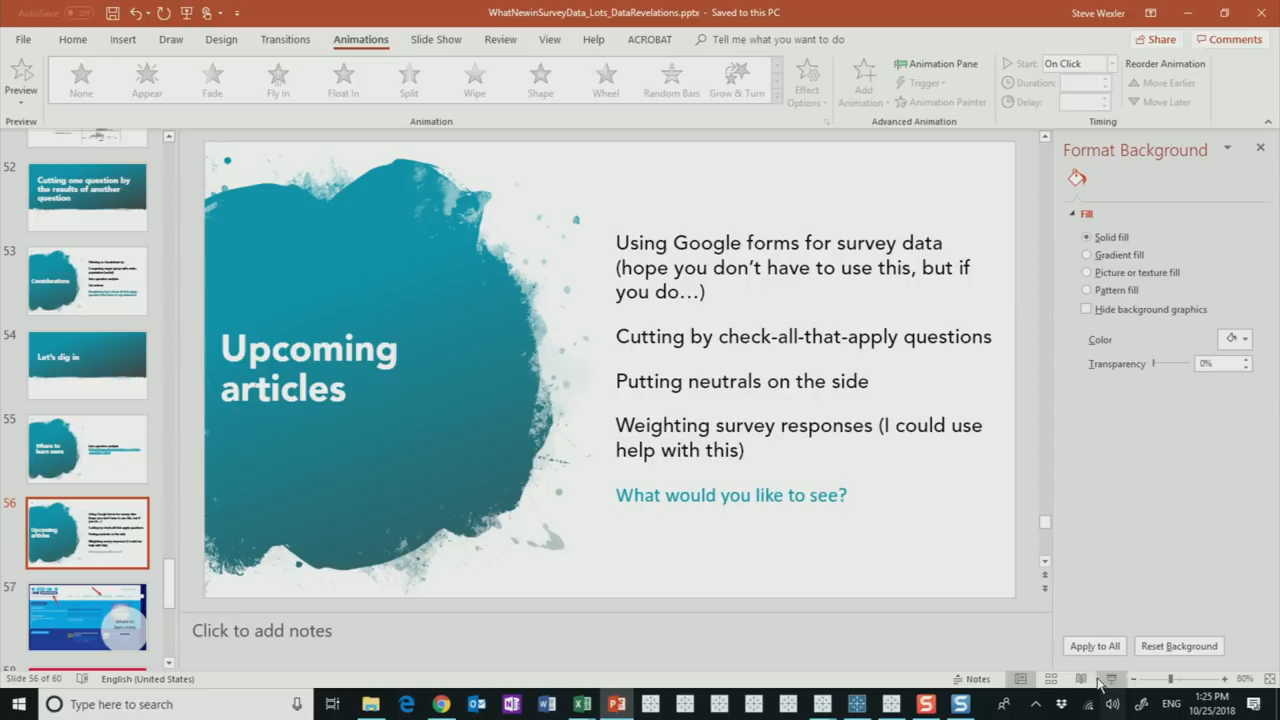 AutoSave
Off
WhatNewinSurveyData_Lots_DataRevelations.pptx - Saved to this PC
Steve Wexler
File
Home
Insert
Draw
Design
Transitions
Animations
Slide Show
Review
View
Help
ACROBAT
Tell me what you want to do
Share
Comments
Preview
None
Appear
Fade
Fly In
Float In
Split
Wipe
Shape
Wheel
Random Bars
Grow & Turn
Effect
Options
Add
Animation
Animation Pane
Trigger
Animation Painter
Start: On Click
Duration:
Delay:
Reorder Animation
Move Earlier
Move Later
Preview
Animation
Advanced Animation
Timing
52
Cutting one question by
the results of another
question
53
Considerations
54
Let's dig in
55
Where to
learn more
56
Upcoming
articles
57
58
Upcoming
articles
Using Google forms for survey data
(hope you don't have to use this, but if
you do…)
Cutting by check-all-that-apply questions
Putting neutrals on the side
Weighting survey responses (I could use
help with this)
What would you like to see?
Click to add notes
Format Background
Fill
Solid fill
Gradient fill
Picture or texture fill
Pattern fill
Hide background graphics
Color
Transparency
0%
Apply to All
Reset Background
Slide 56 of 60
English (United States)
Notes
80%
Type here to search
ENG
1:25 PM
10/25/2018